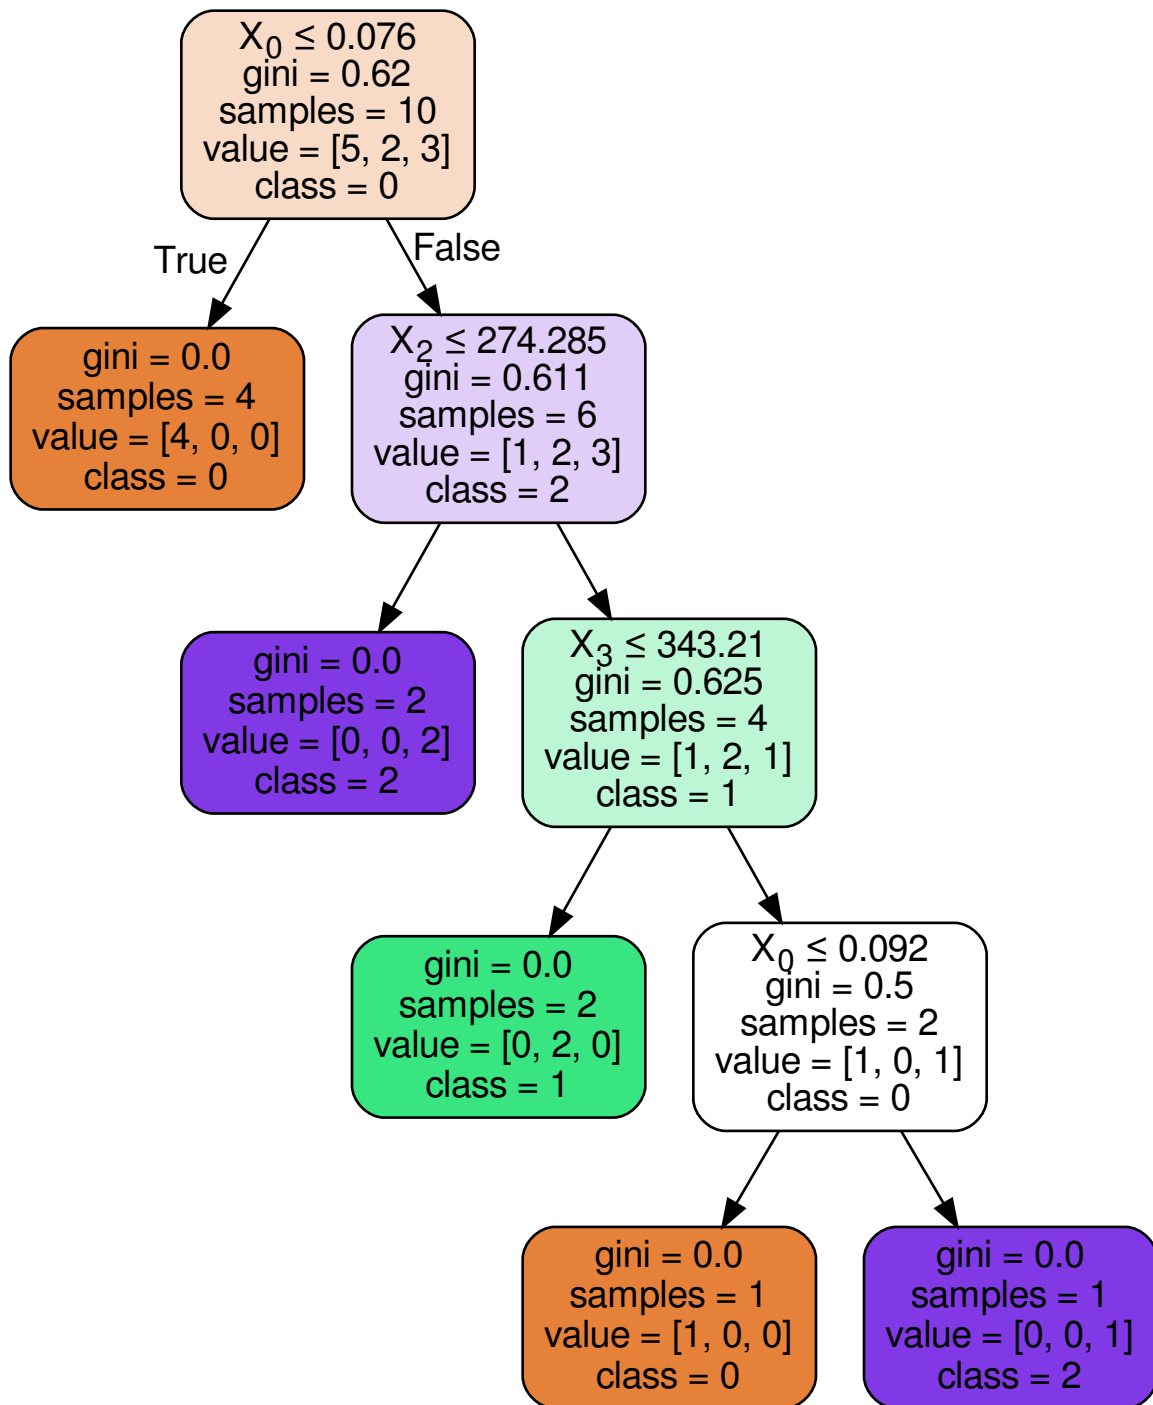 X₀ ≤ 0.076
gini = 0.62
samples = 10
value = [5, 2, 3]
class = 0
True
False
gini = 0.0
samples = 4
value = [4, 0, 0]
class = 0
X₂ ≤ 274.285
gini = 0.611
samples = 6
value = [1, 2, 3]
class = 2
gini = 0.0
samples = 2
value = [0, 0, 2]
class = 2
X₃ ≤ 343.21
gini = 0.625
samples = 4
value = [1, 2, 1]
class = 1
gini = 0.0
samples = 2
value = [0, 2, 0]
class = 1
X₀ ≤ 0.092
gini = 0.5
samples = 2
value = [1, 0, 1]
class = 0
gini = 0.0
samples = 1
value = [1, 0, 0]
class = 0
gini = 0.0
samples = 1
value = [0, 0, 1]
class = 2